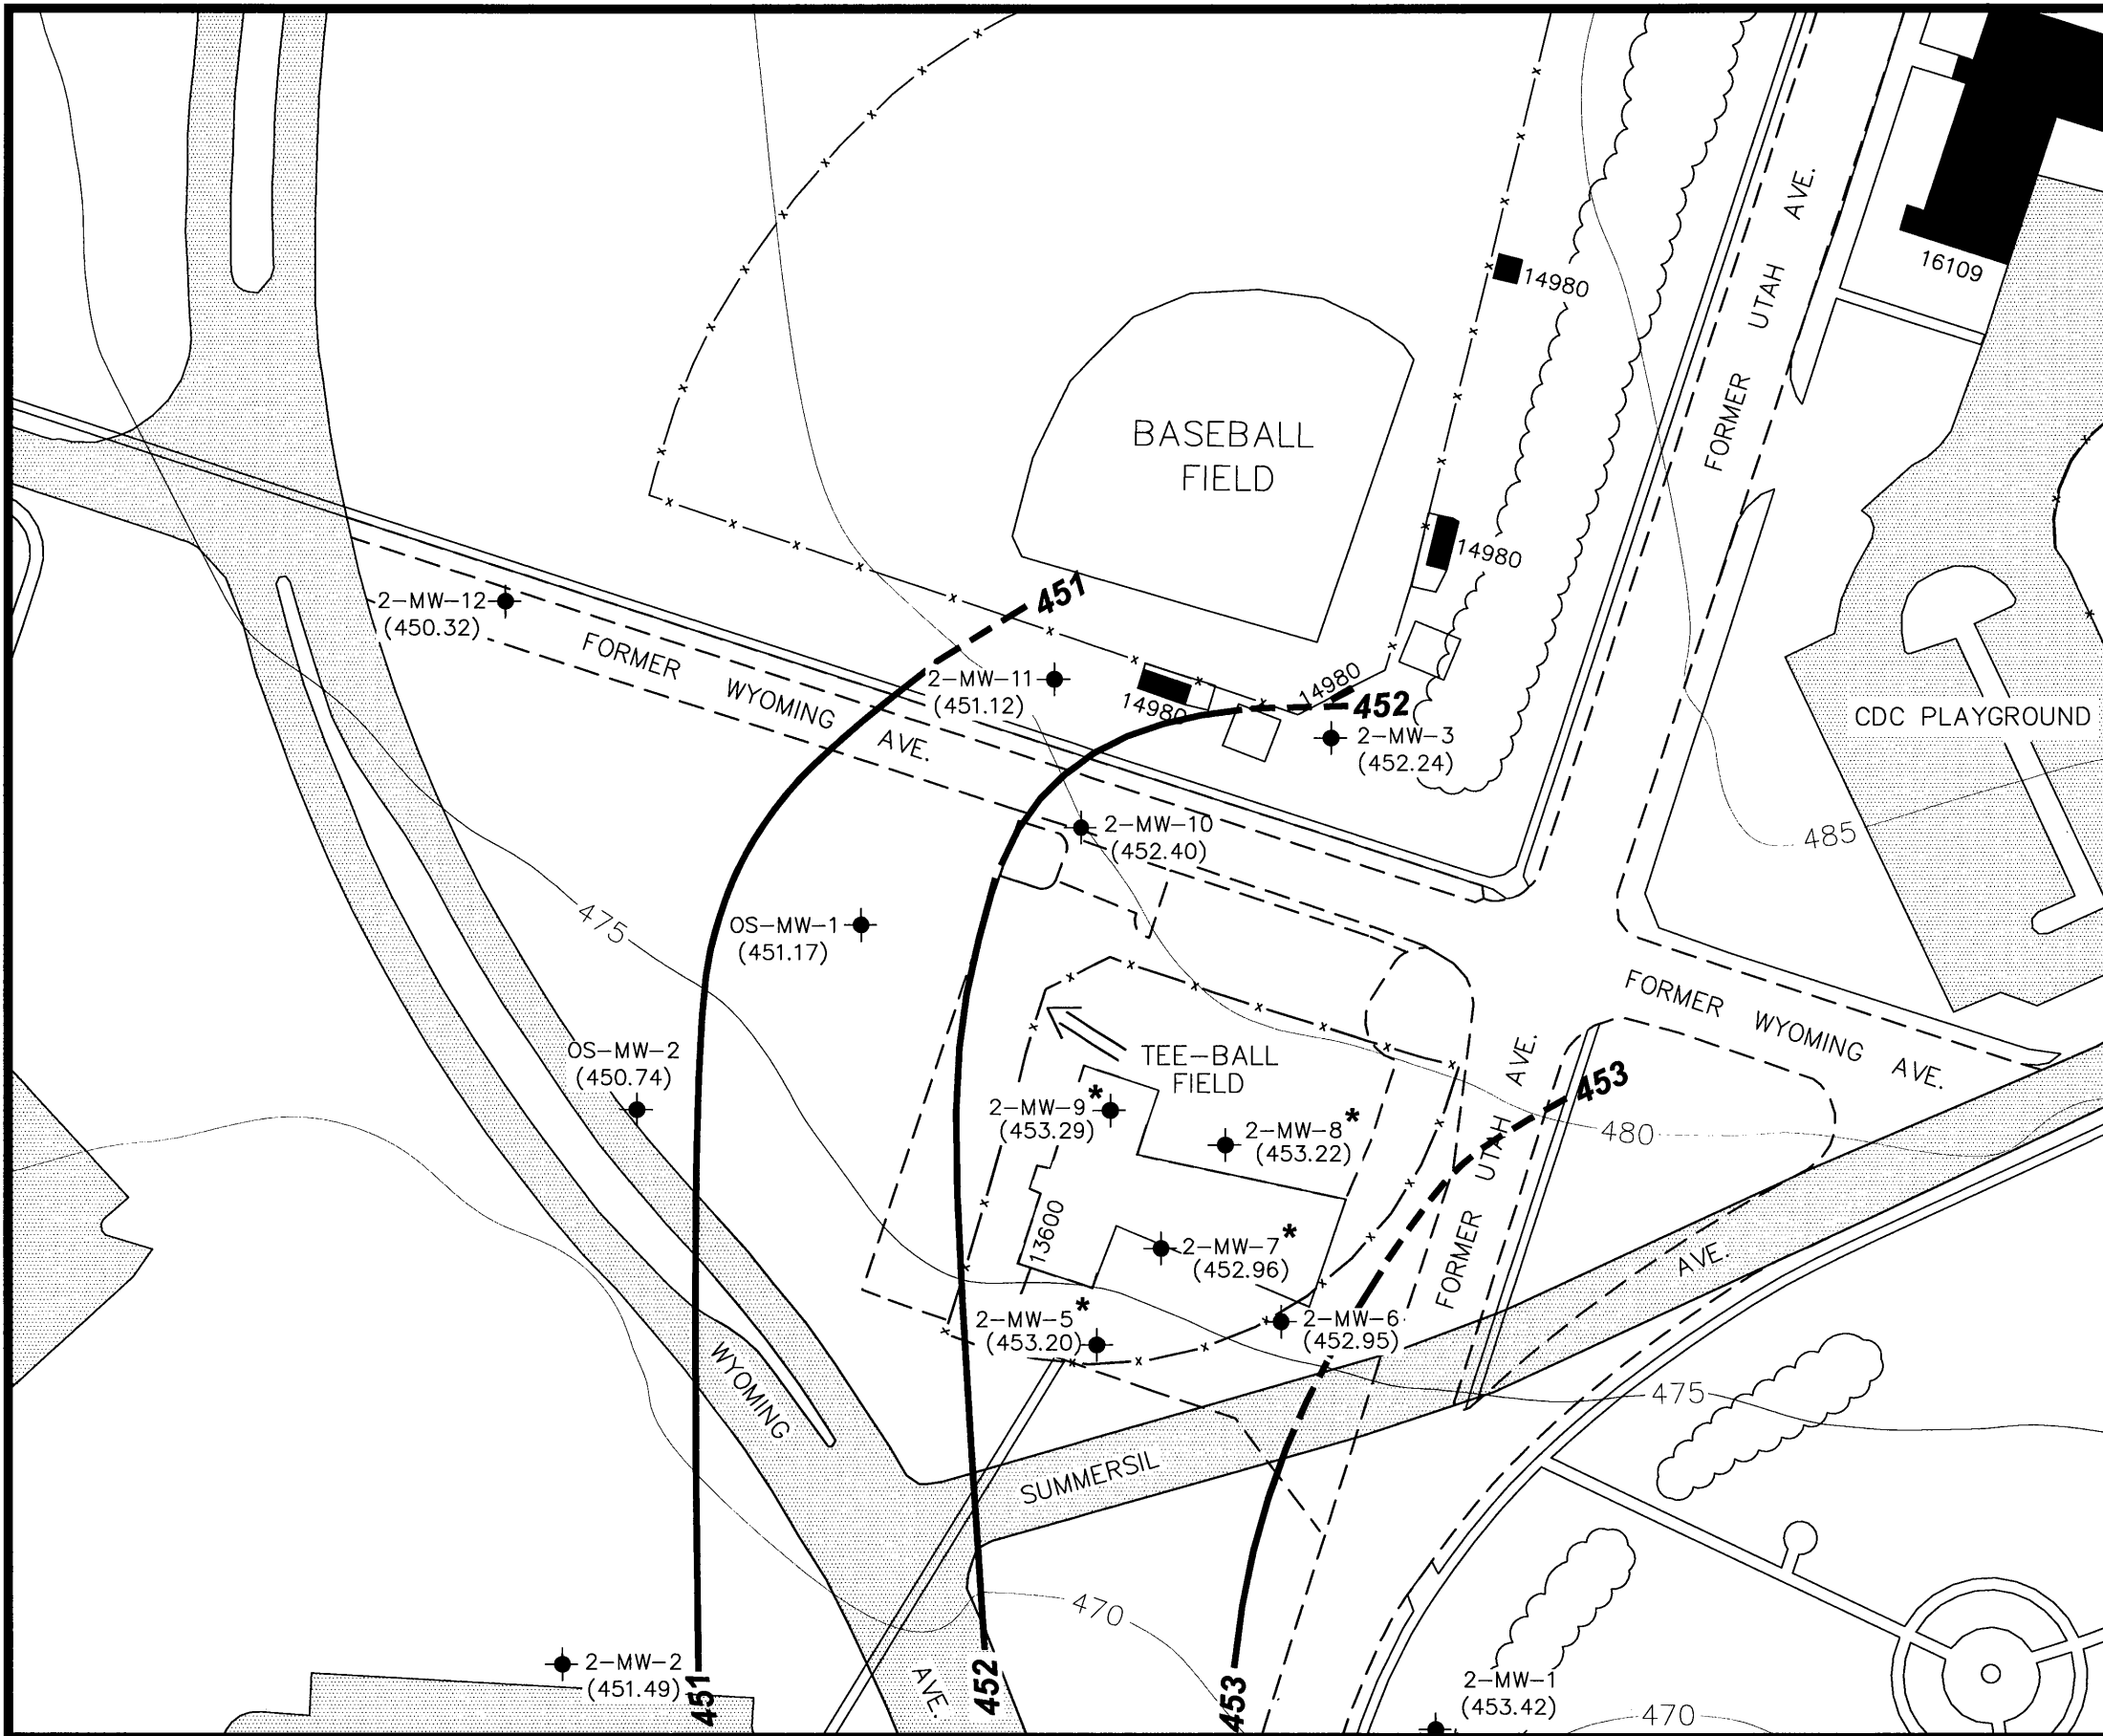 16109
14980
FORMER UTAH AVE.
BASEBALL
FIELD
14980
451
2-MW-12
(450.32)
FORMER WYOMING AVE.
2-MW-11
(451.12)
14980
14980
452
2-MW-3
(452.24)
CDC PLAYGROUND
485
2-MW-10
(452.40)
475
OS-MW-1
(451.17)
FORMER WYOMING AVE.
OS-MW-2
(450.74)
TEE-BALL
FIELD
453
2-MW-9*
(453.29)
2-MW-8*
(453.22)
480
FORMER UTAH AVE.
13600
2-MW-7*
(452.96)
AVE.
2-MW-5*
(453.20)
2-MW-6
(452.95)
WYOMING
475
SUMMERSIL
470
2-MW-2
(451.49)
451
AVE.
452
453
2-MW-1
(453.42)
470